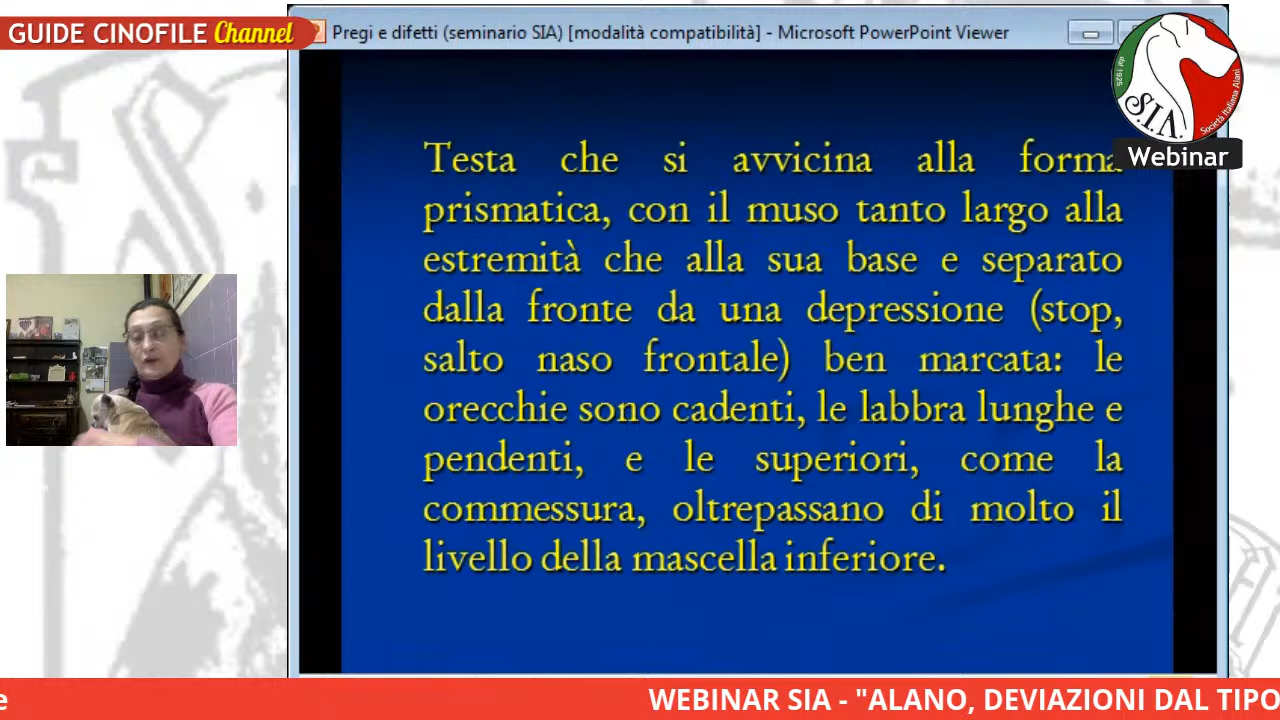 GUIDE CINOFILE Channel
Pregi e difetti (seminario SIA) [modalità compatibilità] - Microsoft PowerPoint Viewer
dal 1925
S.I.A.
Società Italiana Alani
Webinar
Testa che si avvicina alla forma
prismatica, con il muso tanto largo alla
estremità che alla sua base e separato
dalla fronte da una depressione (stop,
salto naso frontale) ben marcata: le
orecchie sono cadenti, le labbra lunghe e
pendenti, e le superiori, come la
commessura, oltrepassano di molto il
livello della mascella inferiore.
e WEBINAR SIA - "ALANO, DEVIAZIONI DAL TIPO